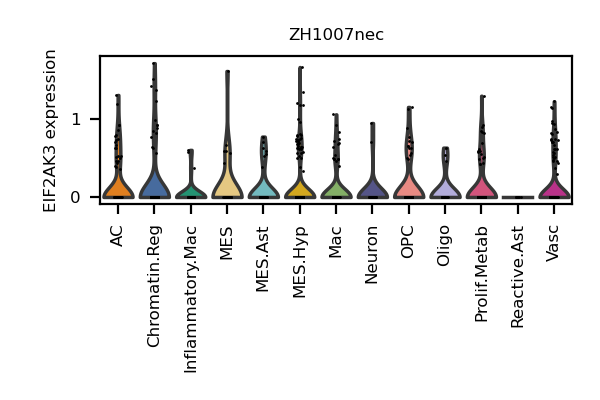 ZH1007nec
EIF2AK3 expression
1
0
AC
Chromatin.Reg
Inflammatory.Mac
MES
MES.Ast
MES.Hyp
Mac
Neuron
OPC
Oligo
Prolif.Metab
Reactive.Ast
Vasc